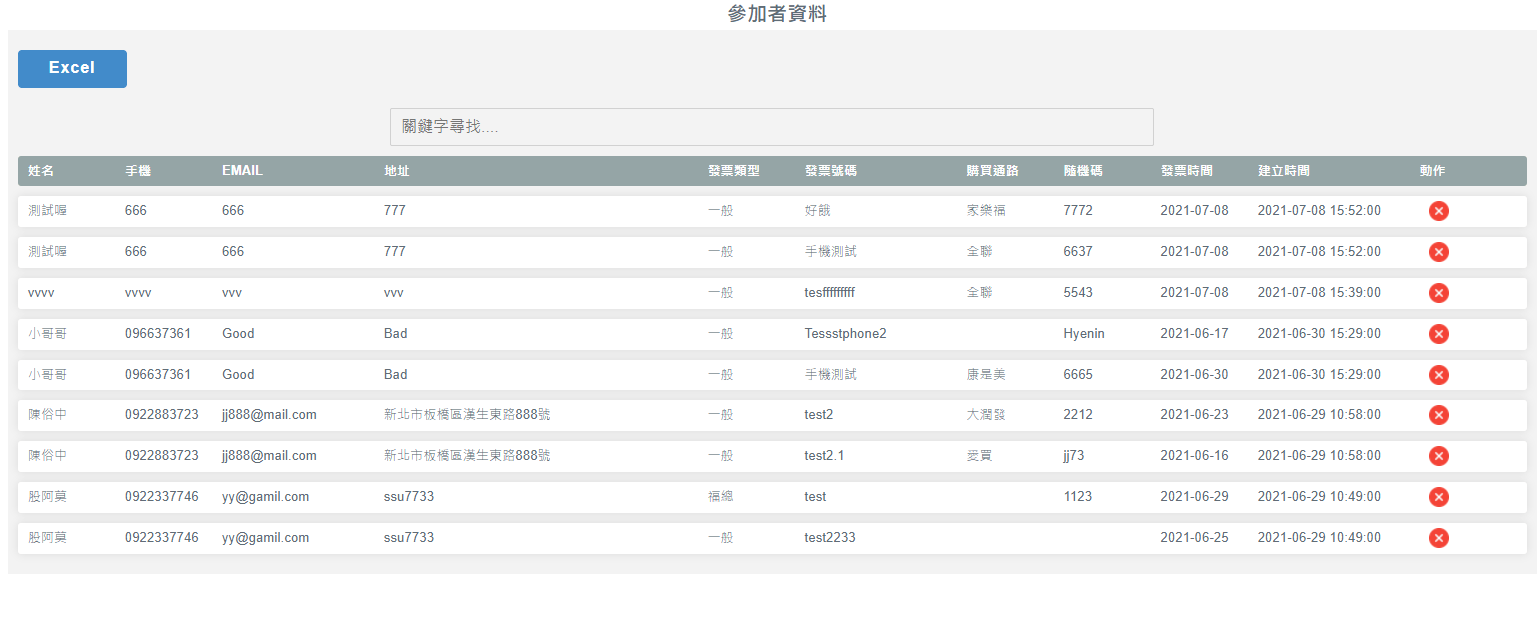 參加者資料
Excel
關鍵字尋找....
姓名 手機 EMAIL 地址 發票類型 發票號碼 購買通路 隨機碼 發票時間 建立時間 動作
測試喔 666 666 777 一般 好餓 家樂福 7772 2021-07-08 2021-07-08 15:52:00
測試喔 666 666 777 一般 手機測試 全聯 6637 2021-07-08 2021-07-08 15:52:00
vvvv vvvv vvv vvv 一般 tesfffffffff 全聯 5543 2021-07-08 2021-07-08 15:39:00
小哥哥 096637361 Good Bad 一般 Tessstphone2 Hyenin 2021-06-17 2021-06-30 15:29:00
小哥哥 096637361 Good Bad 一般 手機測試 康是美 6665 2021-06-30 2021-06-30 15:29:00
陳俗中 0922883723 jj888@mail.com 新北市板橋區漢生東路888號 一般 test2 大潤發 2212 2021-06-23 2021-06-29 10:58:00
陳俗中 0922883723 jj888@mail.com 新北市板橋區漢生東路888號 一般 test2.1 愛買 jj73 2021-06-16 2021-06-29 10:58:00
股阿莫 0922337746 yy@gamil.com ssu7733 福總 test 1123 2021-06-29 2021-06-29 10:49:00
股阿莫 0922337746 yy@gamil.com ssu7733 一般 test2233 2021-06-25 2021-06-29 10:49:00